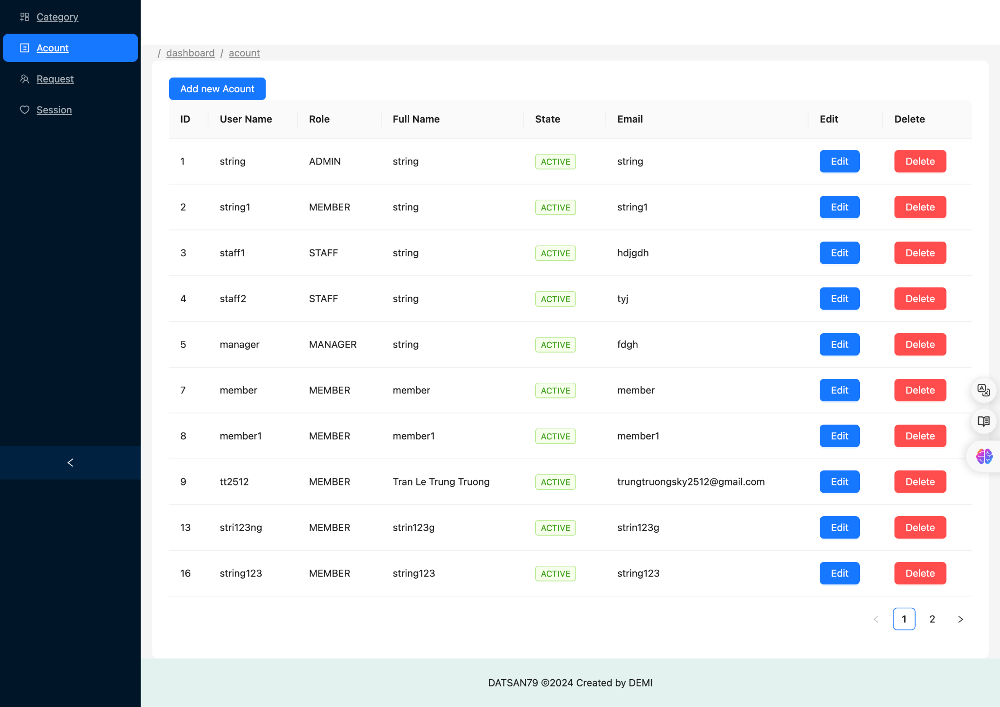 Category
Acount
Request
Session
/ dashboard / acount
Add new Acount
ID User Name Role Full Name State Email Edit Delete
1 string ADMIN string ACTIVE string Edit Delete
2 string1 MEMBER string ACTIVE string1 Edit Delete
3 staff1 STAFF string ACTIVE hdjgdh Edit Delete
4 staff2 STAFF string ACTIVE tyj Edit Delete
5 manager MANAGER string ACTIVE fdgh Edit Delete
7 member MEMBER member ACTIVE member Edit Delete
8 member1 MEMBER member1 ACTIVE member1 Edit Delete
9 tt2512 MEMBER Tran Le Trung Truong ACTIVE trungtruongsky2512@gmail.com Edit Delete
13 stri123ng MEMBER strin123g ACTIVE strin123g Edit Delete
16 string123 MEMBER string123 ACTIVE string123 Edit Delete
< 1 2 >
DATSAN79 ©2024 Created by DEMI